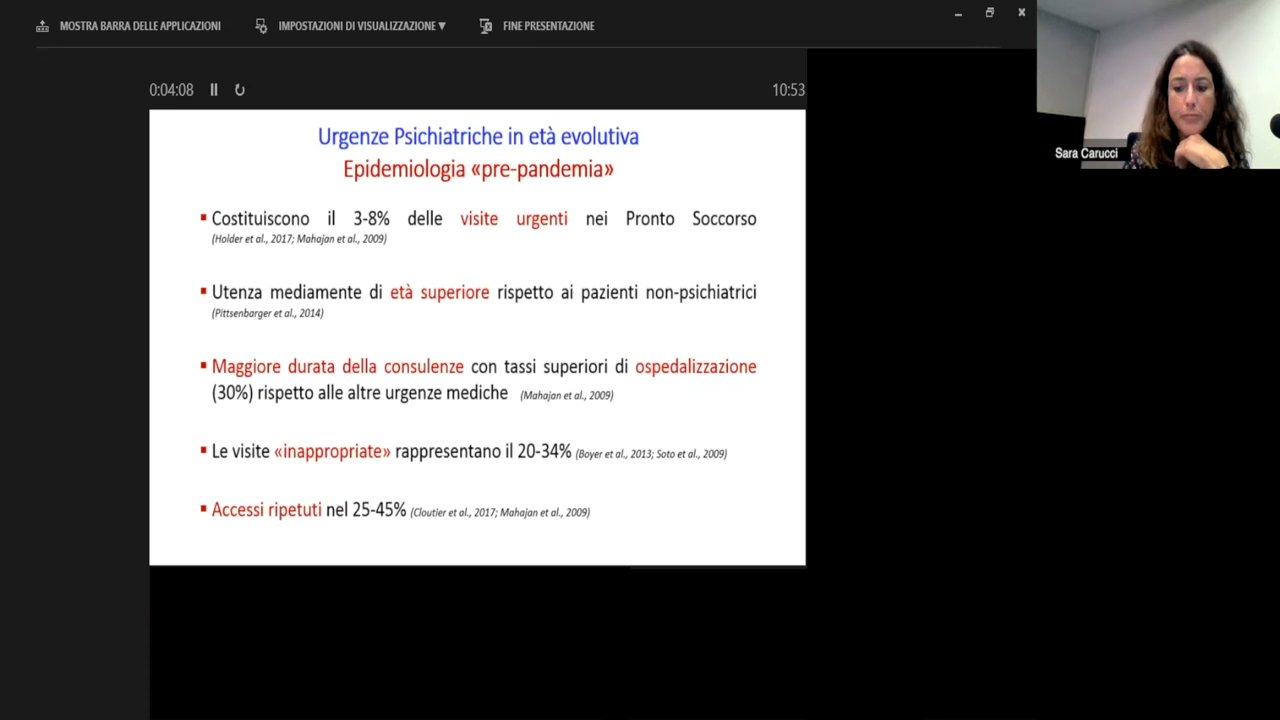 MOSTRA BARRA DELLE APPLICAZIONI
IMPOSTAZIONI DI VISUALIZZAZIONE ▼
FINE PRESENTAZIONE
Sara Carucci
0:04:08
10:53
Urgenze Psichiatriche in età evolutiva
Epidemiologia «pre-pandemia»
▪ Costituiscono il 3-8% delle visite urgenti nei Pronto Soccorso
(Holder et al., 2017; Mahajan et al., 2009)
▪ Utenza mediamente di età superiore rispetto ai pazienti non-psichiatrici
(Pittsenbarger et al., 2014)
▪ Maggiore durata della consulenze con tassi superiori di ospedalizzazione
(30%) rispetto alle altre urgenze mediche (Mahajan et al., 2009)
▪ Le visite «inappropriate» rappresentano il 20-34% (Boyer et al., 2013; Soto et al., 2009)
▪ Accessi ripetuti nel 25-45% (Cloutier et al., 2017; Mahajan et al., 2009)